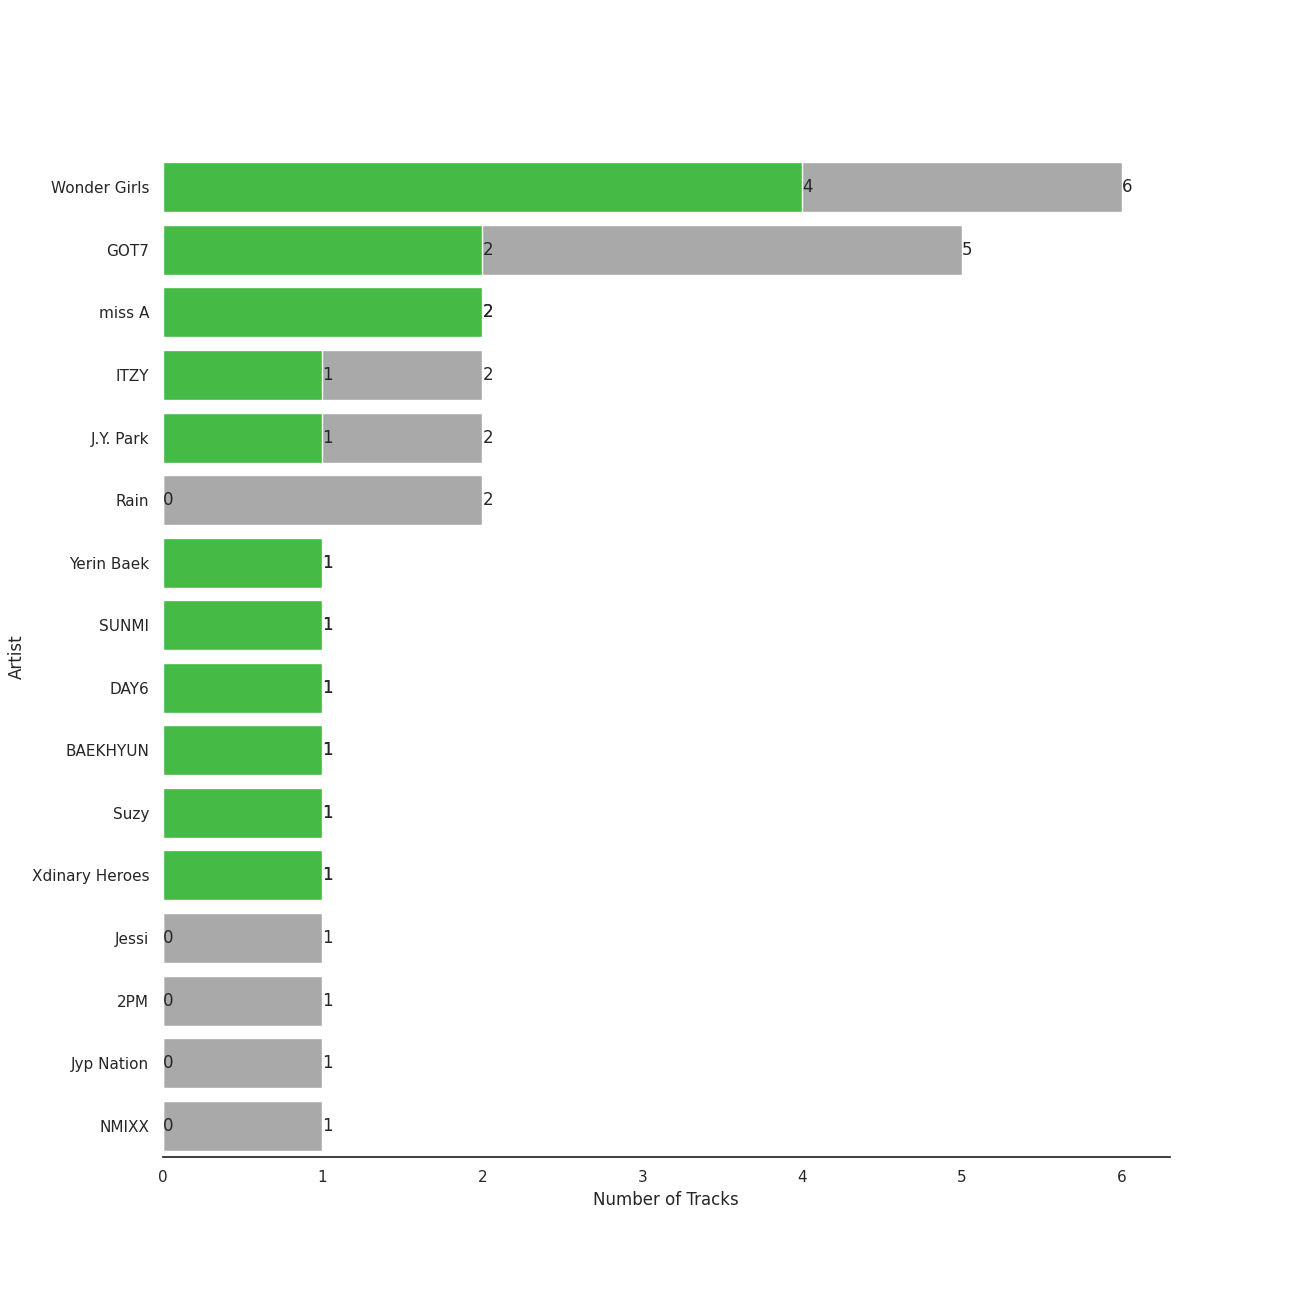 Wonder Girls 4 6
GOT7 2 5
miss A 2
ITZY 1 2
J.Y. Park 1 2
Rain 0 2
Yerin Baek 1
SUNMI 1
Artist
DAY6 1
BAEKHYUN 1
Suzy 1
Xdinary Heroes 1
Jessi 0 1
2PM 0 1
Jyp Nation 0 1
NMIXX 0 1
0 1 2 3 4 5 6
Number of Tracks